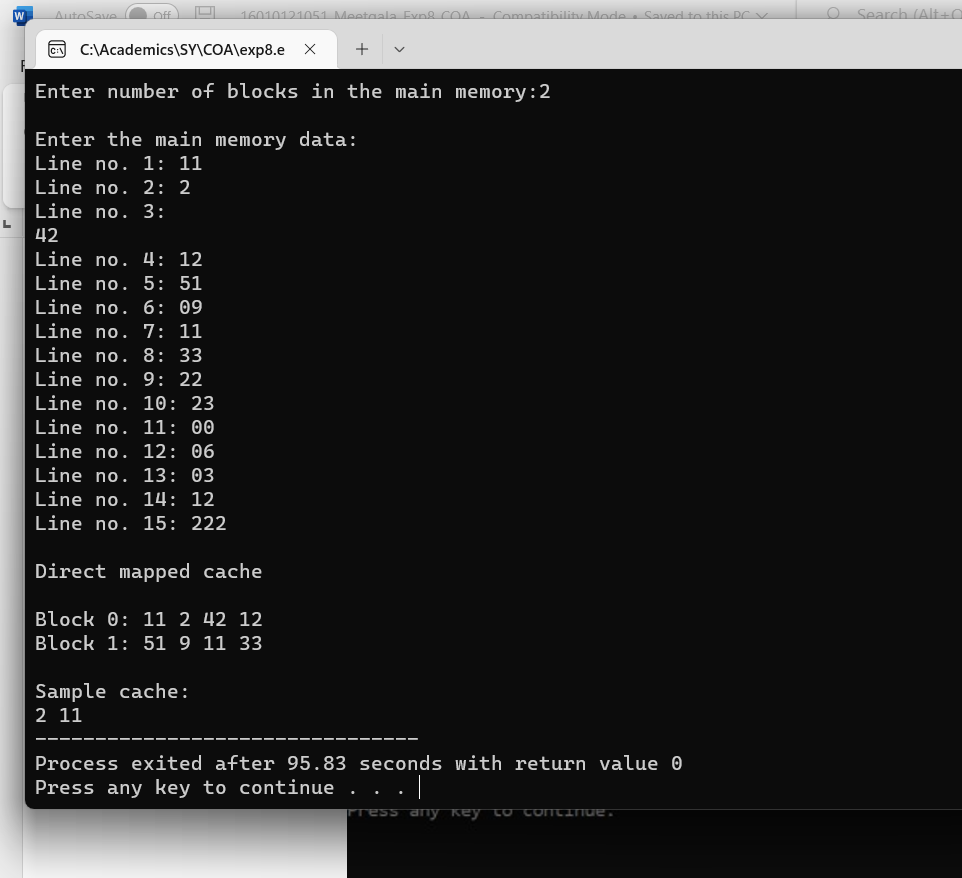 AutoSave Off 16010121051_Meetgala_Exp8_COA - Compatibility Mode • Saved to this PC Search (Alt+Q
C:\Academics\SY\COA\exp8.e
Enter number of blocks in the main memory:2
Enter the main memory data:
Line no. 1: 11
Line no. 2: 2
Line no. 3:
42
Line no. 4: 12
Line no. 5: 51
Line no. 6: 09
Line no. 7: 11
Line no. 8: 33
Line no. 9: 22
Line no. 10: 23
Line no. 11: 00
Line no. 12: 06
Line no. 13: 03
Line no. 14: 12
Line no. 15: 222
Direct mapped cache
Block 0: 11 2 42 12
Block 1: 51 9 11 33
Sample cache:
2 11
--------------------------------
Process exited after 95.83 seconds with return value 0
Press any key to continue . . .
Press any key to continue.